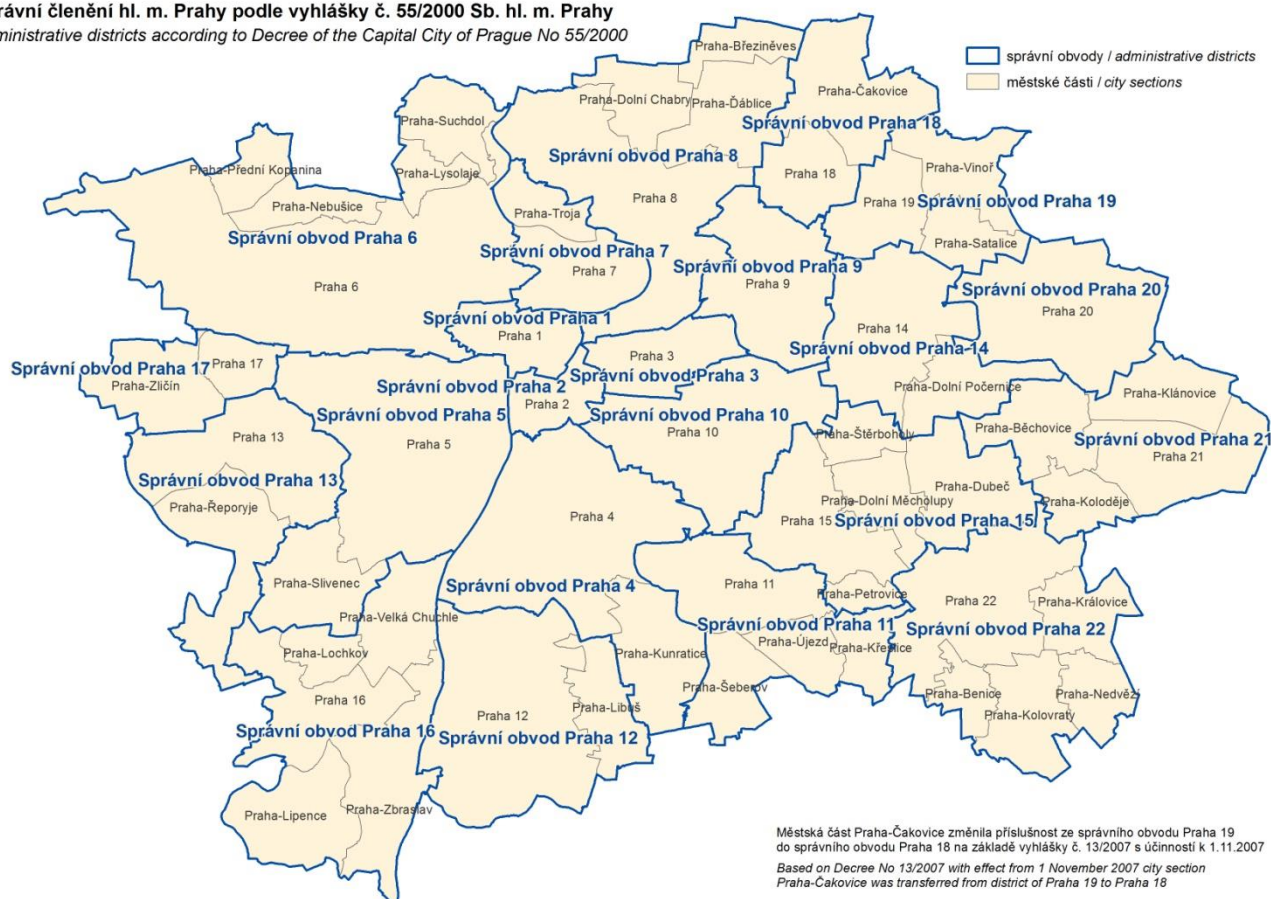 rávní členění hl. m. Prahy podle vyhlášky č. 55/2000 Sb. hl. m. Prahy
ministrative districts according to Decree of the Capital City of Prague No 55/2000
správní obvody / administrative districts
městské části / city sections
Praha-Březiněves
Praha-Čakovice
Praha-Dolní Chabry
Praha-Ďáblice
Praha-Suchdol
Správní obvod Praha 18
Správní obvod Praha 8
Praha-Přední Kopanina
Praha-Lysolaje
Praha 18
Praha-Vinoř
Praha 8
Praha-Nebušice
Praha-Troja
Praha 19
Správní obvod Praha 19
Správní obvod Praha 6
Praha-Satalice
Správní obvod Praha 7
Praha 7
Správní obvod Praha 9
Praha 9
Praha 6
Správní obvod Praha 20
Praha 20
Správní obvod Praha 1
Praha 1
Praha 14
Správní obvod Praha 14
Praha 3
Správní obvod Praha 3
Praha 17
Správní obvod Praha 17
Praha-Zličín
Správní obvod Praha 2
Praha 2
Praha-Dolní Počernice
Praha-Klánovice
Správní obvod Praha 5
Praha 5
Správní obvod Praha 10
Praha 10
Praha-Běchovice
Praha-Štěrboholy
Správní obvod Praha 21
Praha 21
Praha 13
Správní obvod Praha 13
Praha-Řeporyje
Praha-Dubeč
Praha-Dolní Měcholupy
Praha-Koloděje
Praha 4
Praha 15
Správní obvod Praha 15
Praha-Slivenec
Správní obvod Praha 4
Praha 11
Praha-Petrovice
Praha 22
Praha-Královice
Praha-Velká Chuchle
Správní obvod Praha 11
Správní obvod Praha 22
Praha-Újezd
Praha-Křeslice
Praha-Lochkov
Praha-Kunratice
Praha-Šeberov
Praha-Benice
Praha-Nedvězí
Praha 16
Správní obvod Praha 16
Praha 12
Správní obvod Praha 12
Praha-Libuš
Praha-Kolovraty
Praha-Lipence
Praha-Zbraslav
Městská část Praha-Čakovice změnila příslušnost ze správního obvodu Praha 19
do správního obvodu Praha 18 na základě vyhlášky č. 13/2007 s účinností k 1.11.2007
Based on Decree No 13/2007 with effect from 1 November 2007 city section
Praha-Čakovice was transferred from district of Praha 19 to Praha 18